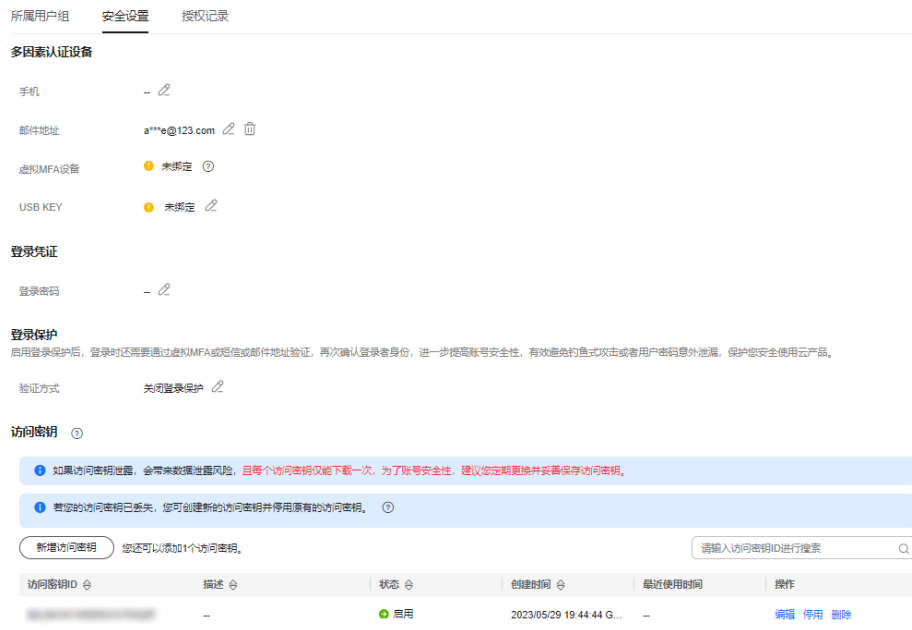 所属用户组 安全设置 授权记录
多因素认证设备
手机 --
邮件地址 a***e@123.com
虚拟MFA设备 未绑定
USB KEY 未绑定
登录凭证
登录密码 --
登录保护
启用登录保护后，登录时还需要通过虚拟MFA或短信或邮件地址验证，再次确认登录者身份，进一步提高账号安全性，有效避免钓鱼式攻击或者用户密码意外泄漏，保护您安全使用云产品。
验证方式 关闭登录保护
访问密钥
如果访问密钥泄露，会带来数据泄露风险，且每个访问密钥仅能下载一次，为了账号安全性，建议您定期更换并妥善保存访问密钥。
若您的访问密钥已丢失，您可创建新的访问密钥并停用原有的访问密钥。
新增访问密钥 您还可以添加1个访问密钥。 请输入访问密钥ID进行搜索
访问密钥ID 描述 状态 创建时间 最近使用时间 操作
-- 启用 2023/05/29 19:44:44 G... -- 编辑 停用 删除